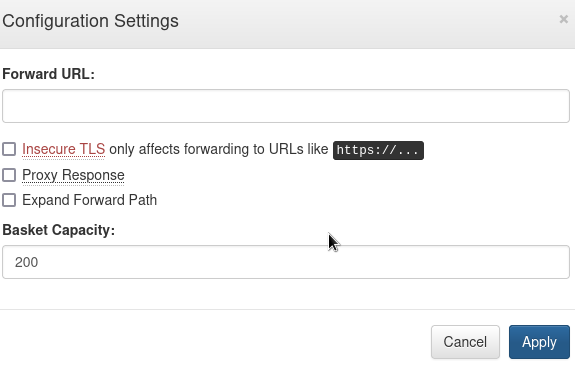 Configuration Settings ×
Forward URL:
Insecure TLS only affects forwarding to URLs like https://...
Proxy Response
Expand Forward Path
Basket Capacity:
200
Cancel Apply